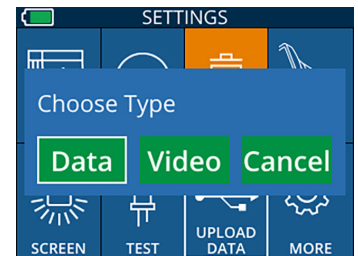 SETTINGS
Choose Type
Data Video Cancel
SCREEN TEST UPLOAD DATA MORE